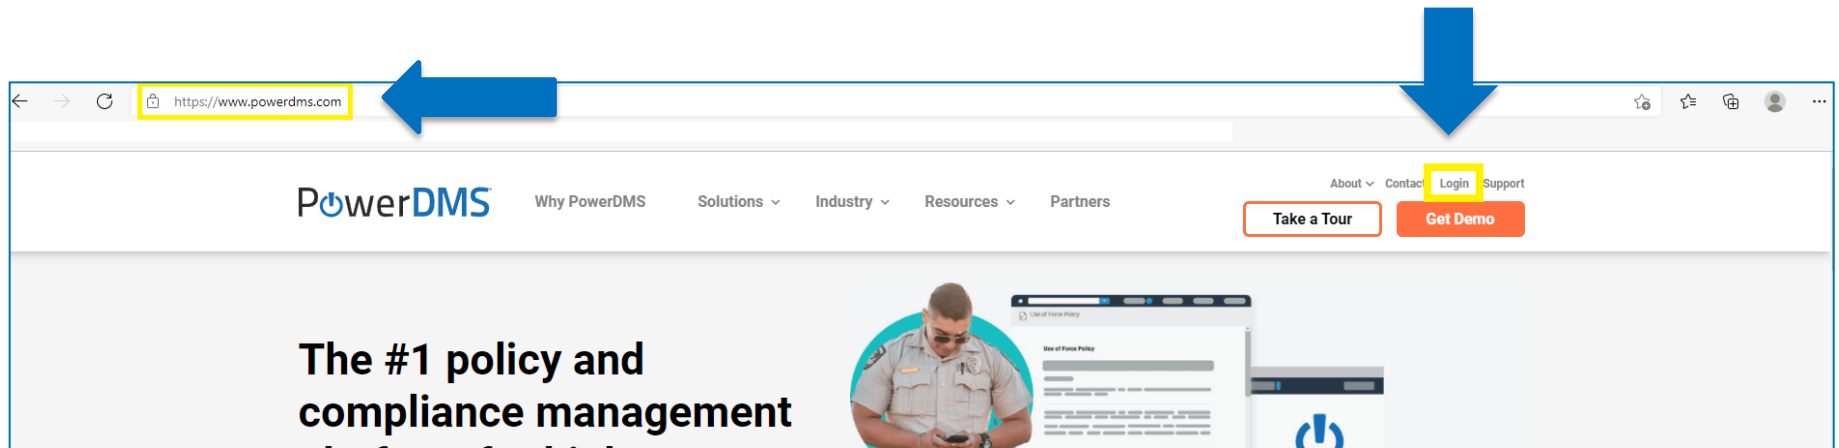 https://www.powerdms.com
About Contact Login Support
PowerDMS
Why PowerDMS Solutions Industry Resources Partners
Take a Tour Get Demo
Use of Force Policy
Use of Force Policy
The #1 policy and
compliance management